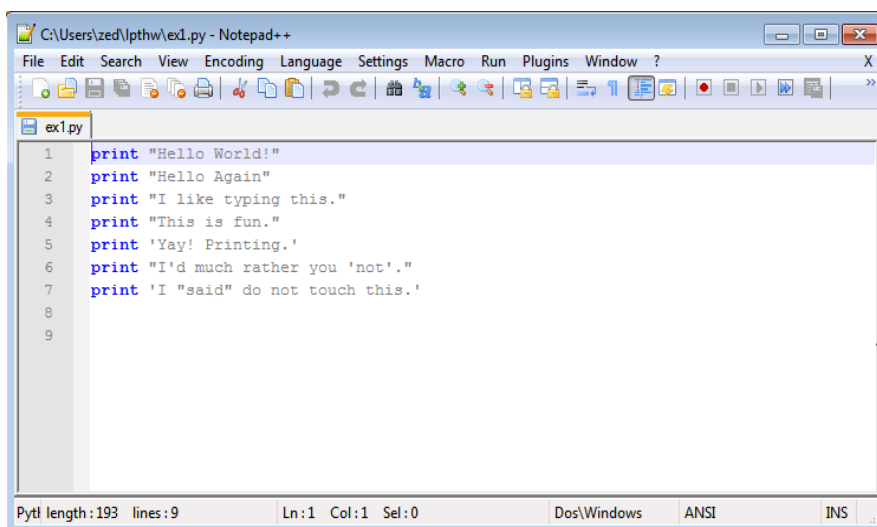 C:\Users\zed\lpthw\ex1.py - Notepad++
File Edit Search View Encoding Language Settings Macro Run Plugins Window ? X
ex1.py
1 print "Hello World!"
2 print "Hello Again"
3 print "I like typing this."
4 print "This is fun."
5 print 'Yay! Printing.'
6 print "I'd much rather you 'not'."
7 print 'I "said" do not touch this.'
8
9
Pyth length : 193 lines : 9 Ln : 1 Col : 1 Sel : 0 Dos\Windows ANSI INS